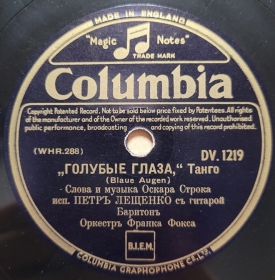 MADE IN ENGLAND
"Magic Notes"
TRADE MARK
Columbia
Copyright Patented Record. Not to be sold below price fixed by Patentees. All rights
of the manufacturer and of the Owner of the recorded work reserved. Unauthorised
public performance, broadcasting and copying of this record prohibited.
(WHR.288) DV. 1219
„ГОЛУБЫЕ ГЛАЗА,“ Танго
(Blaue Augen)
-Слова и музыка Оскара Строка
исп. ПЕТРЪ ЛЕЩЕНКО съ гитарой
Баритонъ
Оркестръ Франка Фокса
B.I.E.M.
COLUMBIA GRAPHOPHONE CO., LTD.